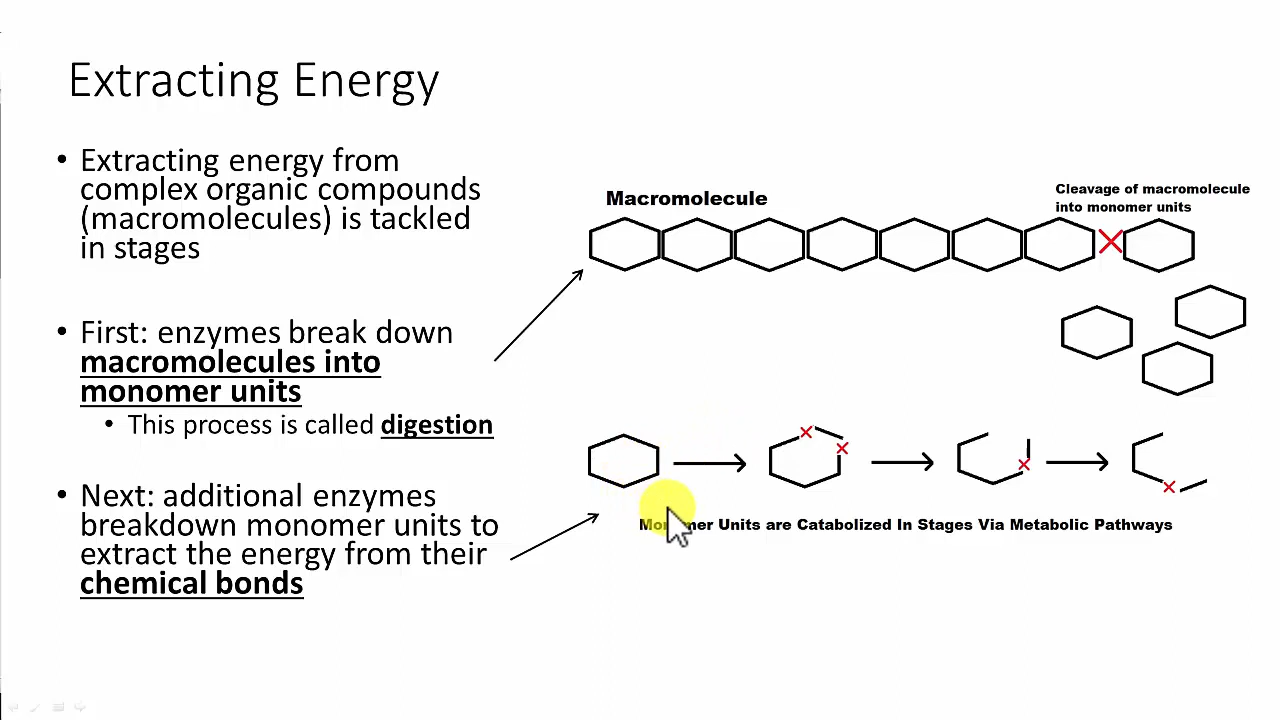 Extracting Energy
• Extracting energy from
complex organic compounds
(macromolecules) is tackled
in stages
• First: enzymes break down
macromolecules into
monomer units
• This process is called digestion
• Next: additional enzymes
breakdown monomer units to
extract the energy from their
chemical bonds
Macromolecule
Cleavage of macromolecule
into monomer units
Monomer Units are Catabolized In Stages Via Metabolic Pathways